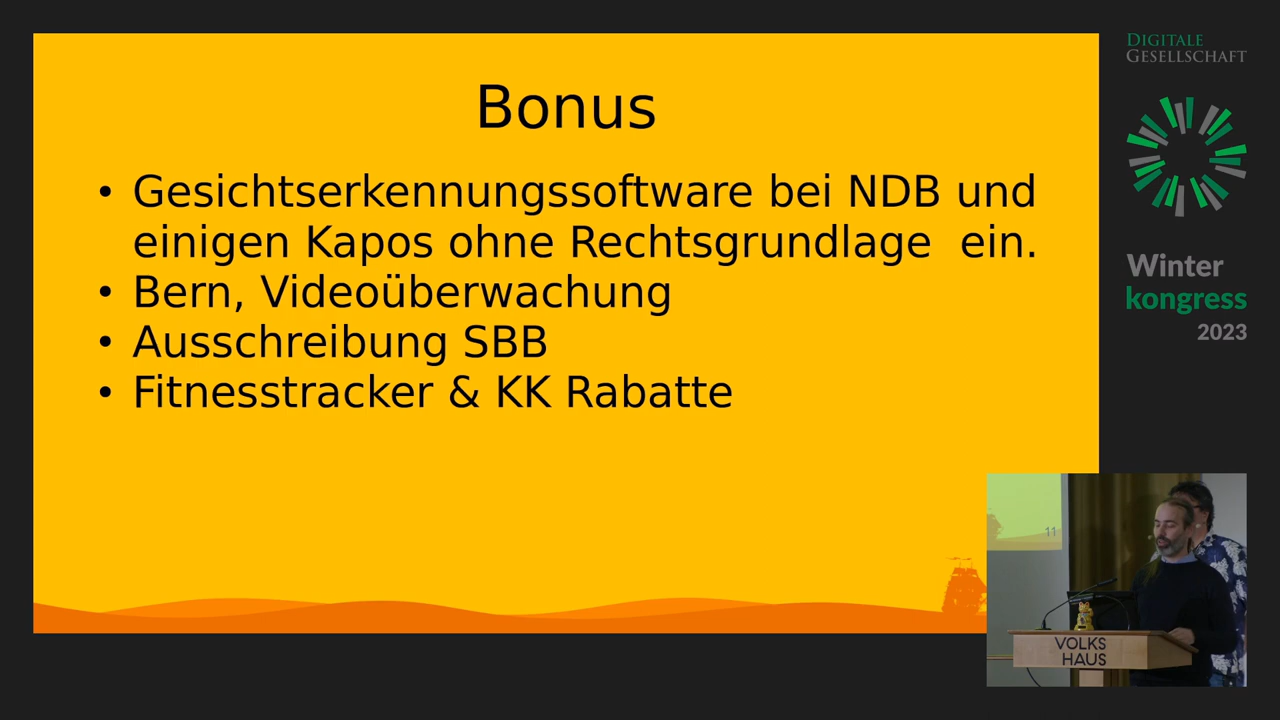 Bonus
• Gesichtserkennungssoftware bei NDB und
einigen Kapos ohne Rechtsgrundlage  ein.
• Bern, Videoüberwachung
• Ausschreibung SBB
• Fitnesstracker & KK Rabatte
DIGITALE
GESELLSCHAFT
Winter
kongress
2023
11
VOLKS
HAUS